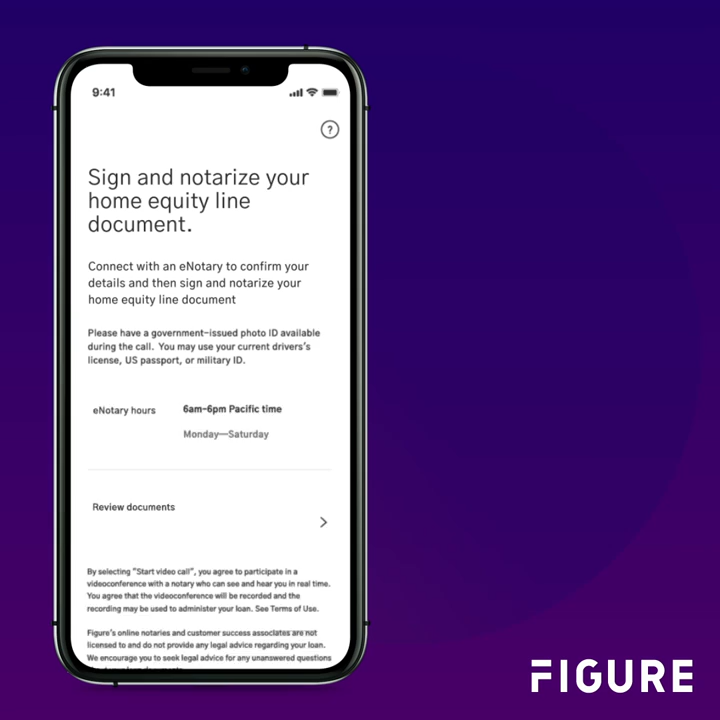 9:41
?
Sign and notarize your
home equity line
document.
Connect with an eNotary to confirm your
details and then sign and notarize your
home equity line document
Please have a government-issued photo ID available
during the call. You may use your current drivers's
license, US passport, or military ID.
eNotary hours
6am-6pm Pacific time
Monday—Saturday
Review documents
By selecting "Start video call", you agree to participate in a
videoconference with a notary who can see and hear you in real time.
You agree that the videoconference will be recorded and the
recording may be used to administer your loan. See Terms of Use.
Figure's online notaries and customer success associates are not
licensed to and do not provide any legal advice regarding your loan.
We encourage you to seek legal advice for any unanswered questions
FIGURE